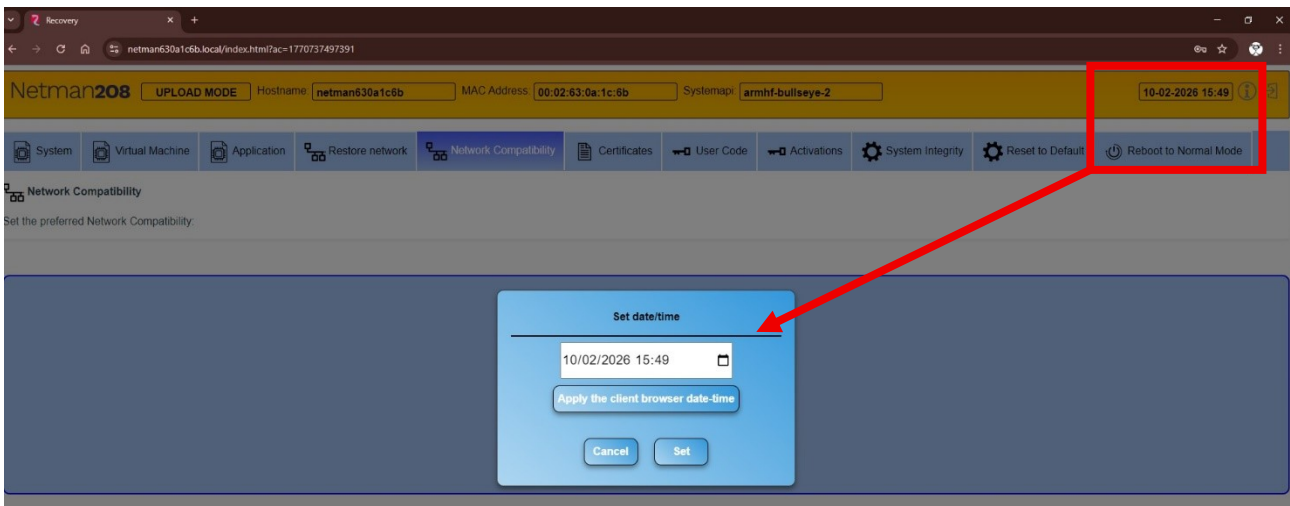 Recovery
netman630a1c6b.local/index.html?ac=1770737497391
Netman208 UPLOAD MODE Hostname: netman630a1c6b MAC Address: 00:02:63:0a:1c:6b Systemapi: armhf-bullseye-2 10-02-2026 15:49
System Virtual Machine Application Restore network Network Compatibility Certificates User Code Activations System Integrity Reset to Default Reboot to Normal Mode
Network Compatibility
Set the preferred Network Compatibility:
Set date/time
10/02/2026 15:49
Apply the client browser date-time
Cancel Set